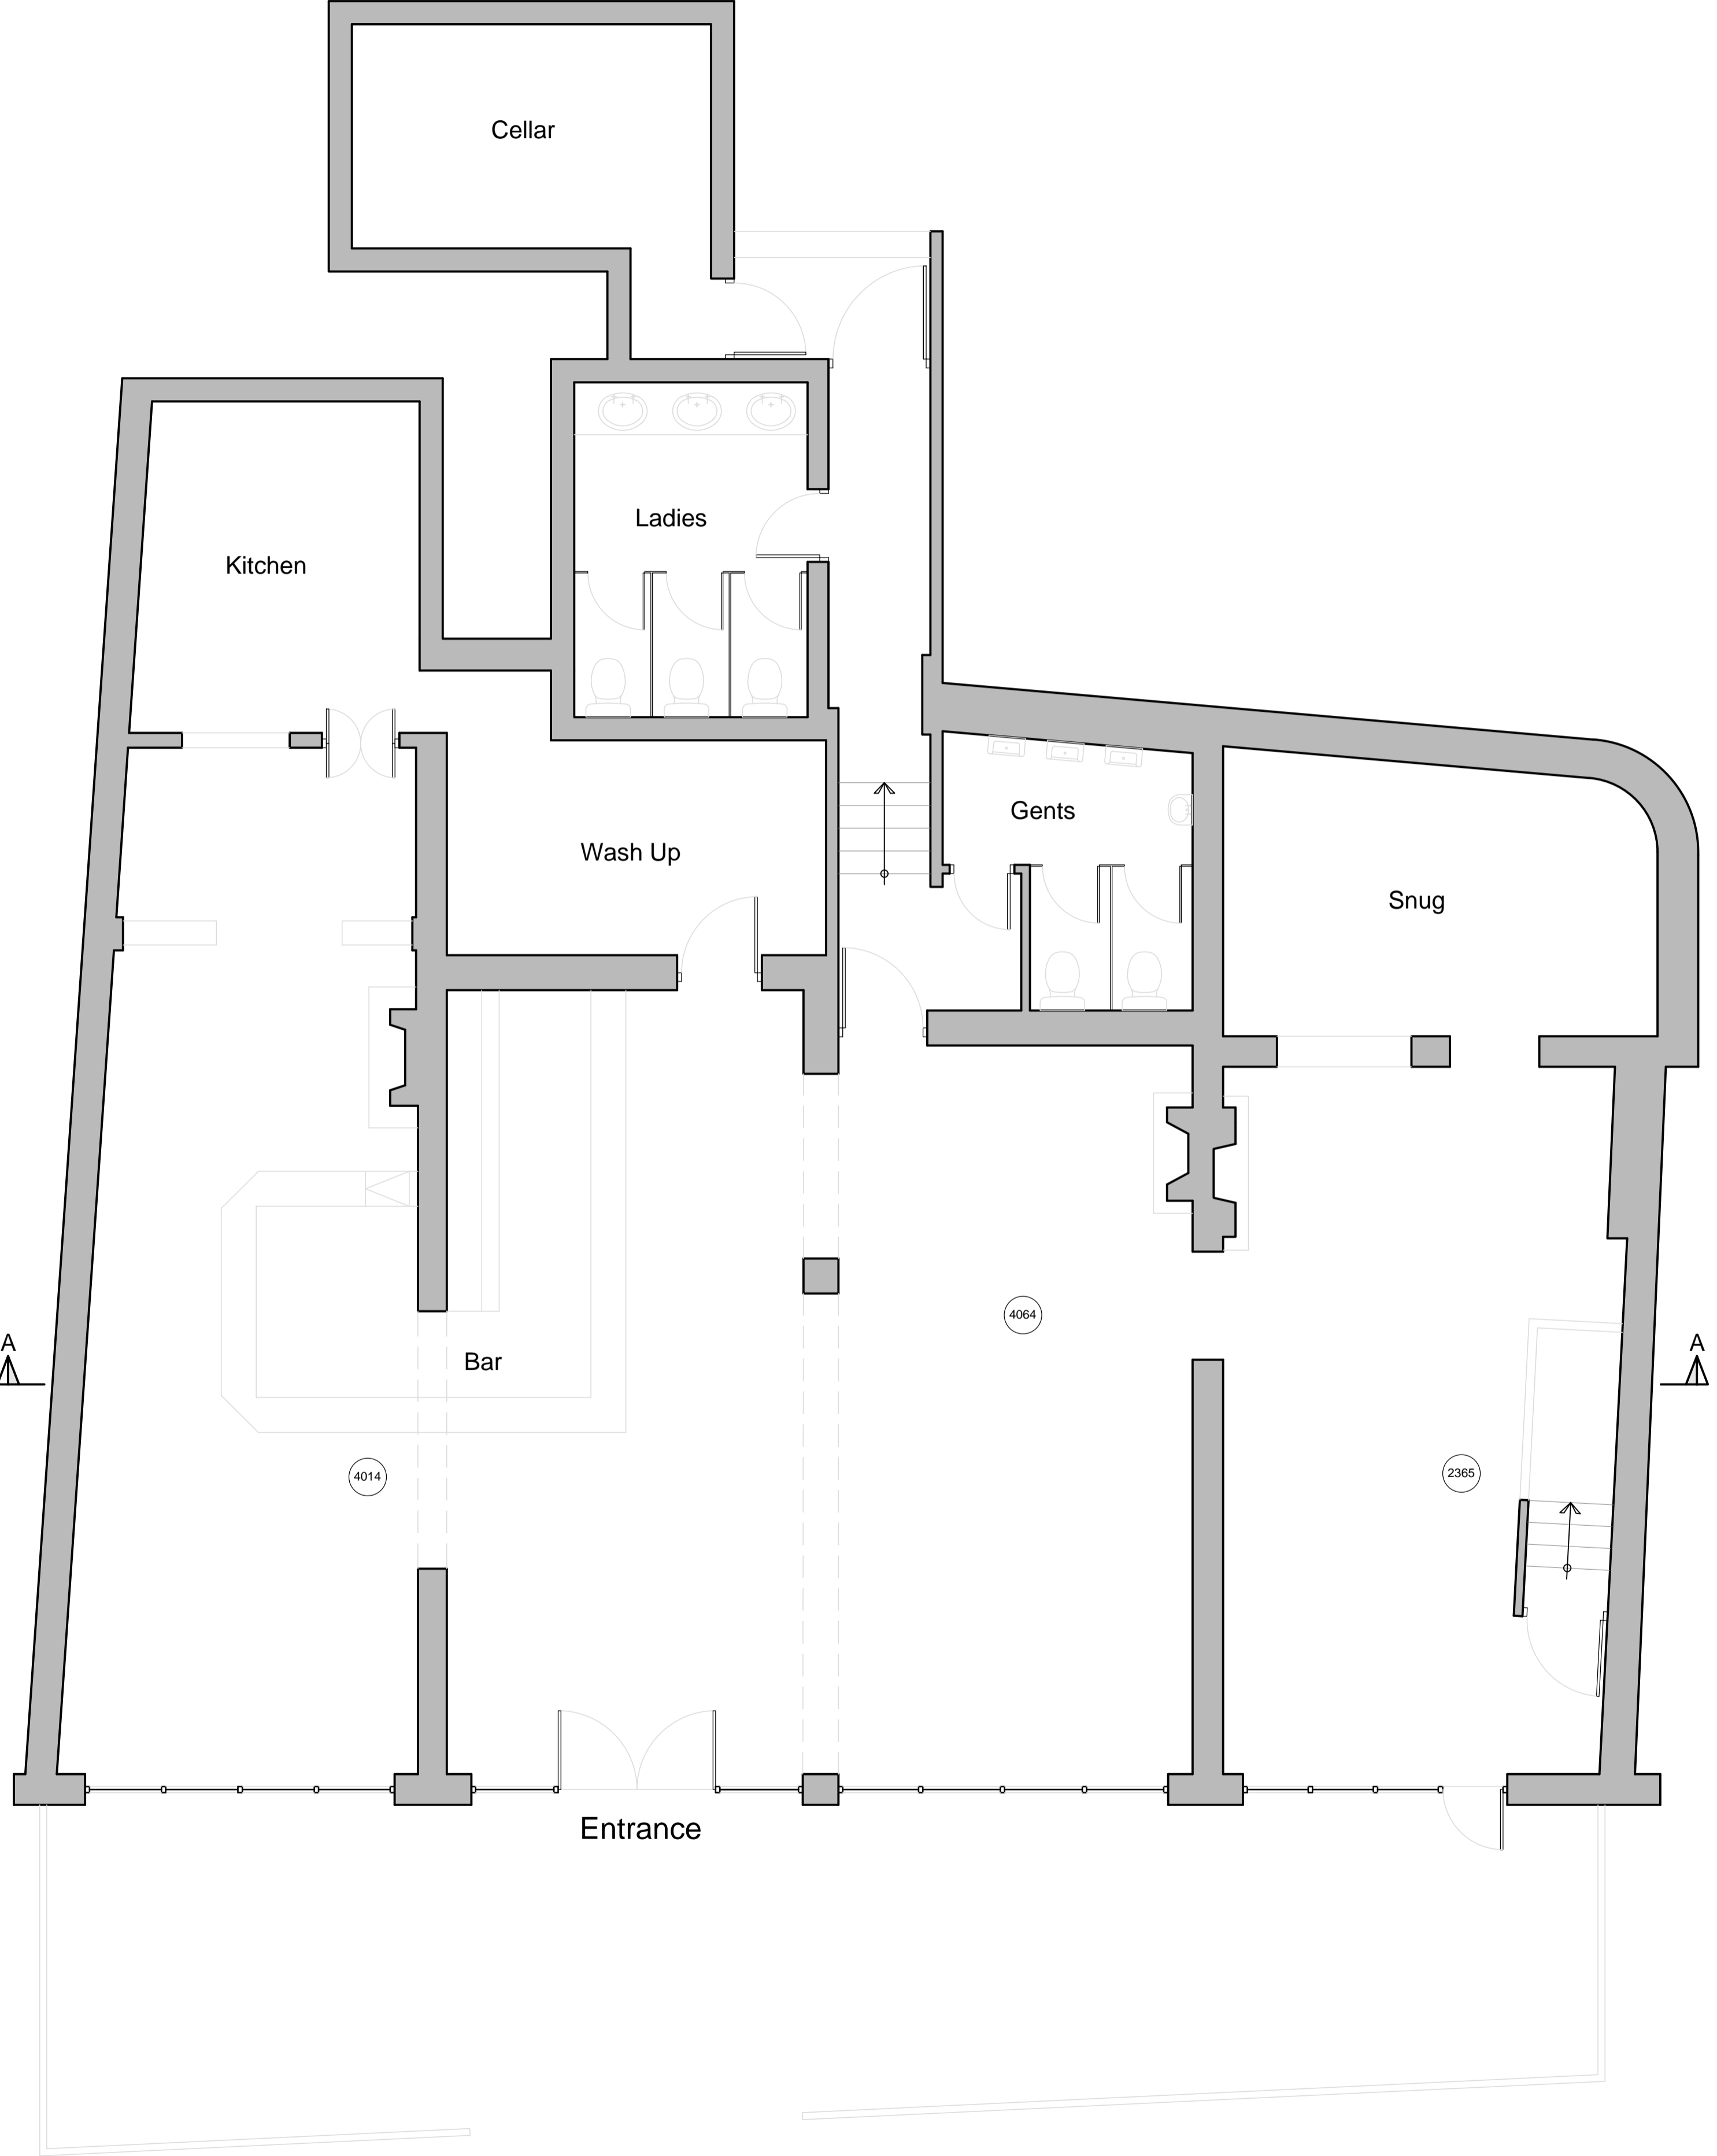 Cellar
Ladies
Kitchen
Gents
Wash Up
Snug
4064
A
A
Bar
4014
2365
Entrance